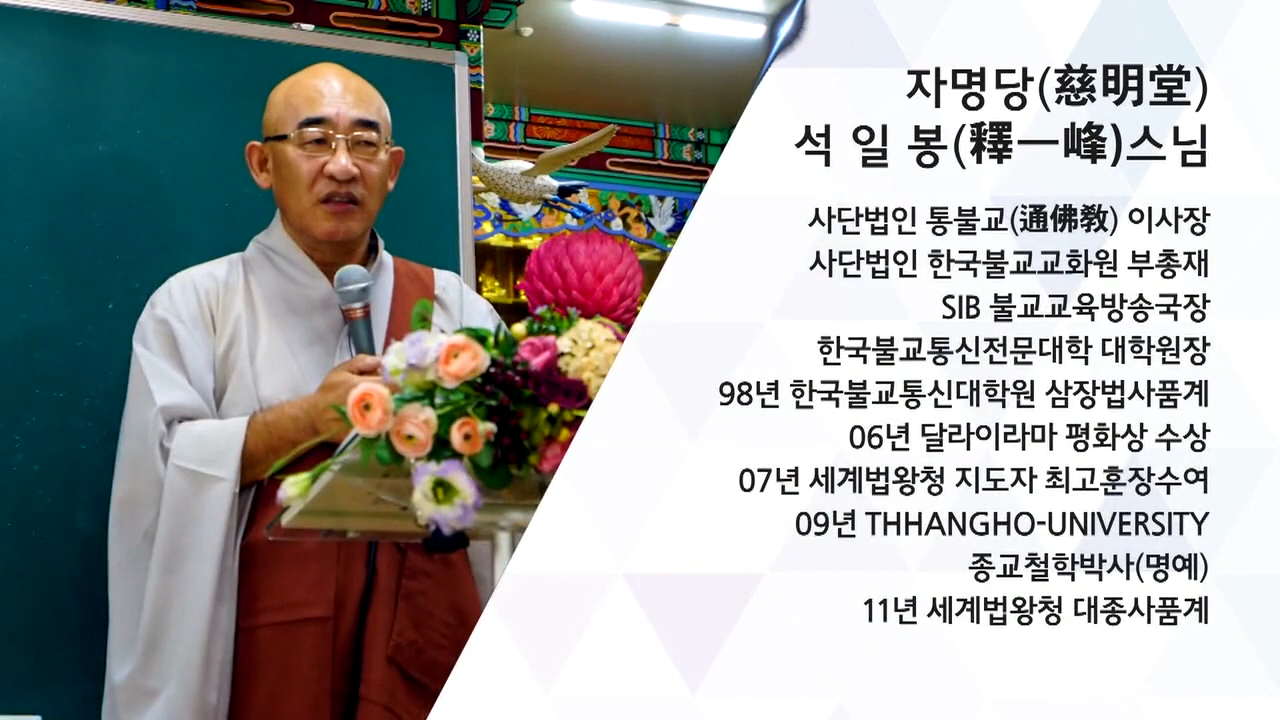 자명당(慈明堂)
석 일 봉(釋一峰)스님
사단법인 통불교(通佛敎) 이사장
사단법인 한국불교교화원 부총재
SIB 불교교육방송국장
한국불교통신전문대학 대학원장
98년 한국불교통신대학원 삼장법사품계
06년 달라이라마 평화상 수상
07년 세계법왕청 지도자 최고훈장수여
09년 THHANGHO-UNIVERSITY
종교철학박사(명예)
11년 세계법왕청 대종사품계